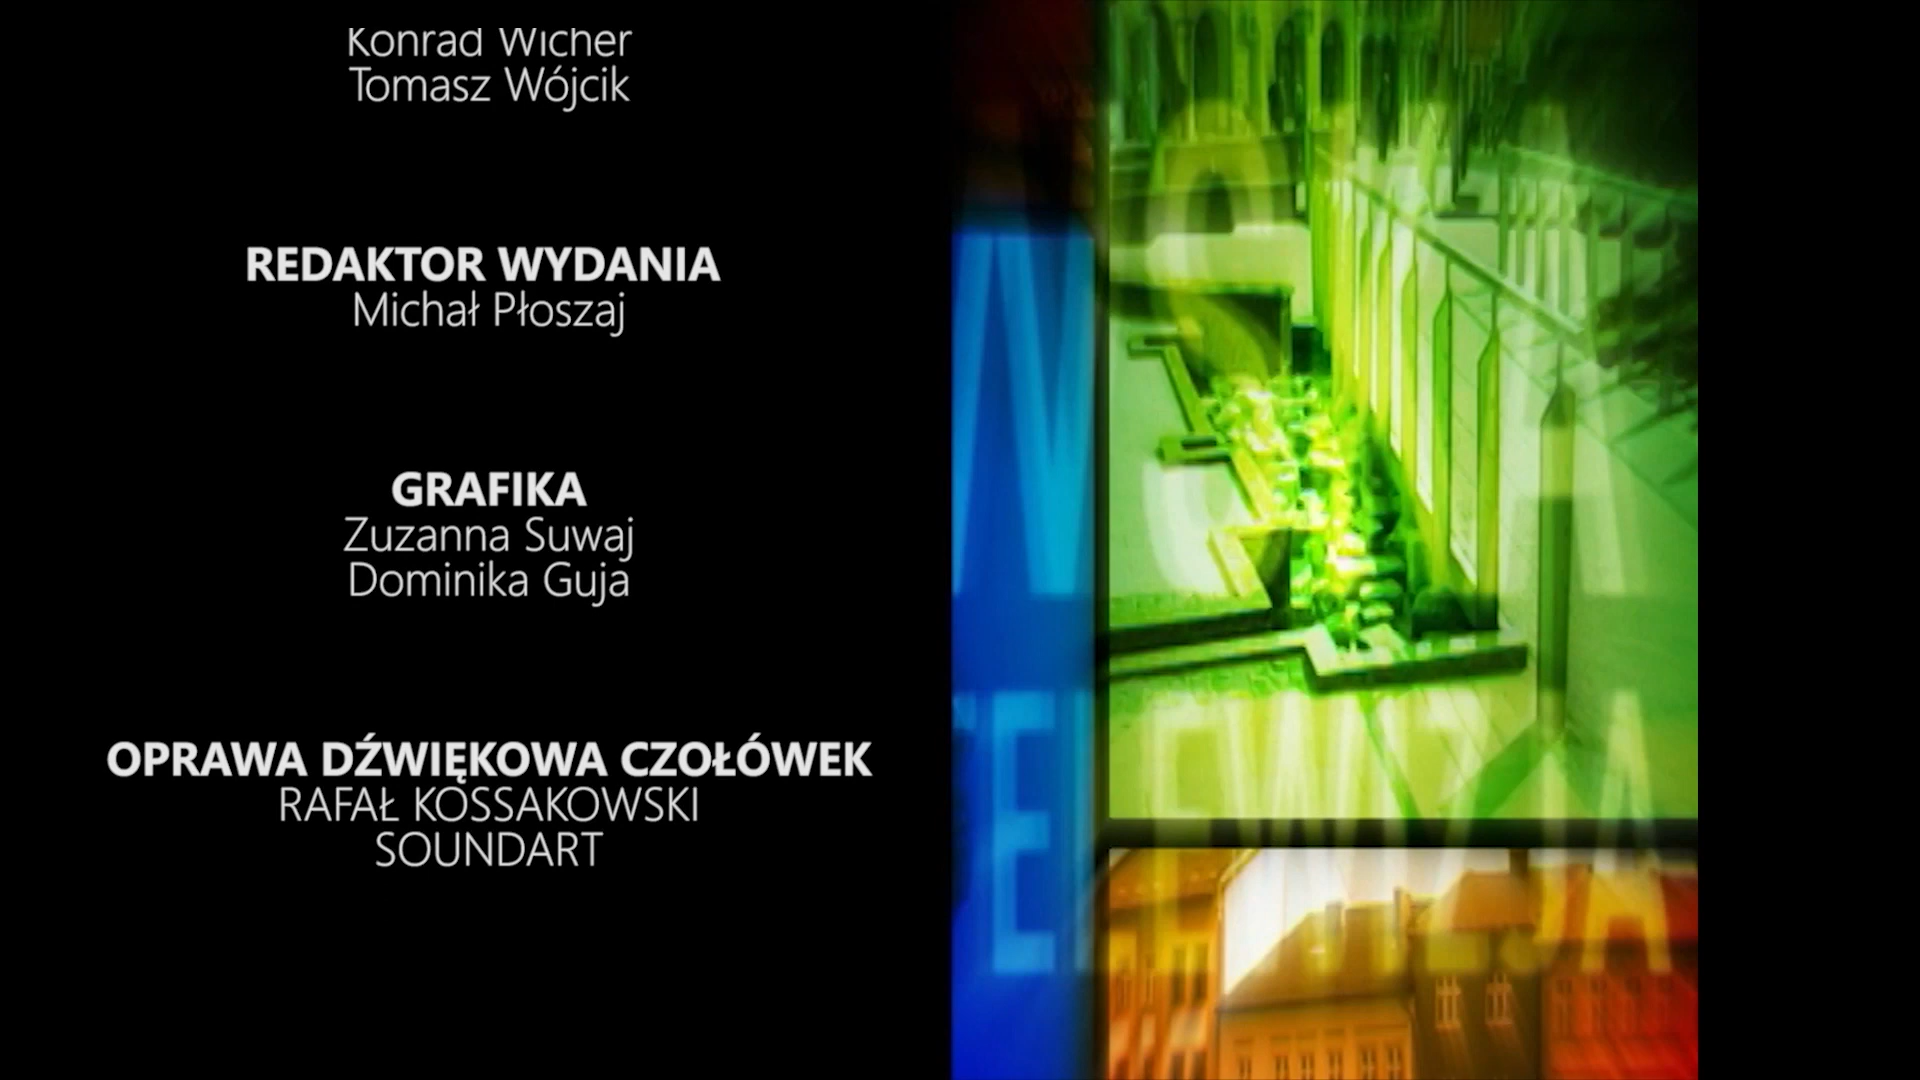 Konrad Wicher
Tomasz Wójcik
REDAKTOR WYDANIA
Michał Płoszaj
GRAFIKA
Zuzanna Suwaj
Dominika Guja
OPRAWA DŹWIĘKOWA CZOŁÓWEK
RAFAŁ KOSSAKOWSKI
SOUNDART
TELEWIZJA